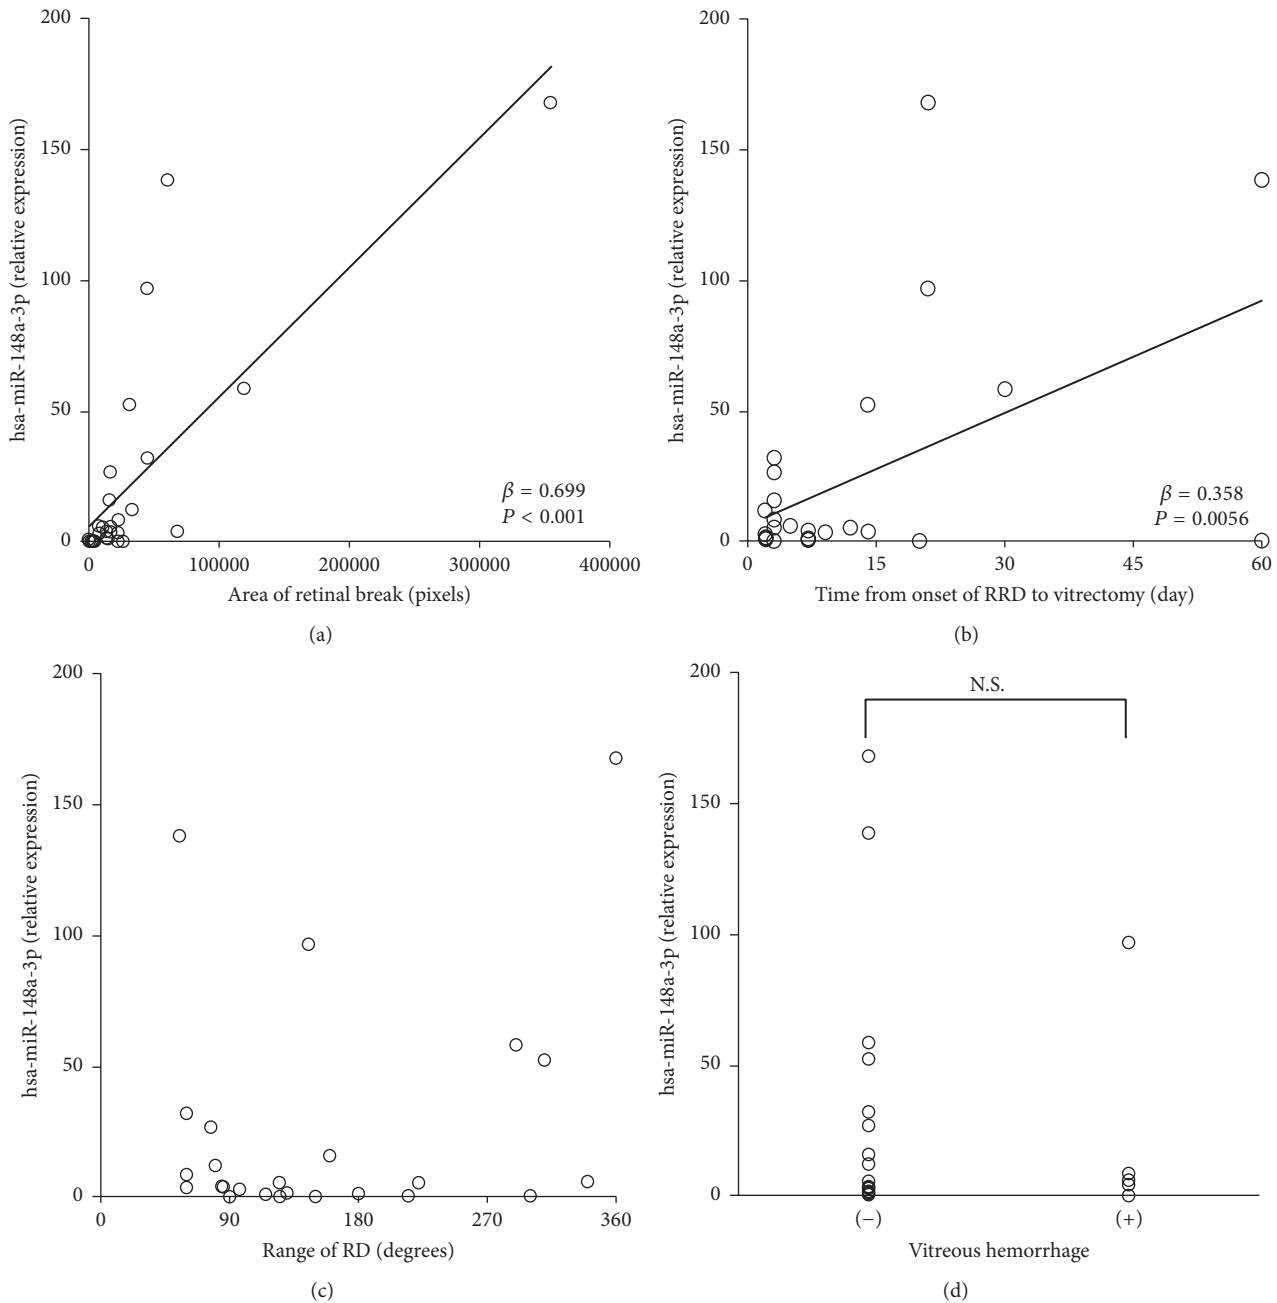 200
150
100
50
0
hsa-miR-148a-3p (relative expression)
β = 0.699
P < 0.001
0 100000 200000 300000 400000
Area of retinal break (pixels)
(a)
200
150
100
50
0
hsa-miR-148a-3p (relative expression)
β = 0.358
P = 0.0056
0 15 30 45 60
Time from onset of RRD to vitrectomy (day)
(b)
200
150
100
50
0
hsa-miR-148a-3p (relative expression)
0 90 180 270 360
Range of RD (degrees)
(c)
200
150
100
50
0
hsa-miR-148a-3p (relative expression)
N.S.
(−) (+)
Vitreous hemorrhage
(d)